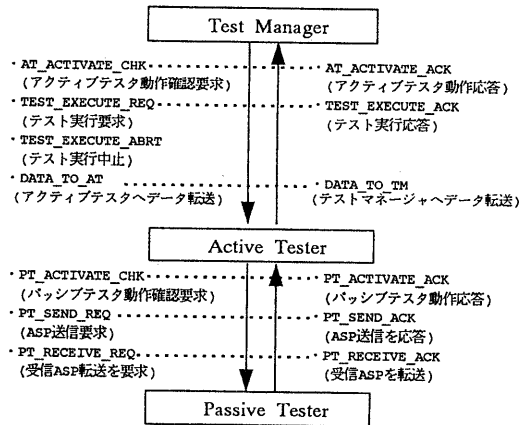 Test Manager
・AT_ACTIVATE_CHK ・AT_ACTIVATE_ACK
(アクティブテスタ動作確認要求) (アクティブテスタ動作応答)
・TEST_EXECUTE_REQ ・TEST_EXECUTE_ACK
(テスト実行要求) (テスト実行応答)
・TEST_EXECUTE_ABRT
(テスト実行中止)
・DATA_TO_AT ・DATA_TO_TM
(アクティブテスタへデータ転送) (テストマネージャへデータ転送)
Active Tester
・PT_ACTIVATE_CHK ・PT_ACTIVATE_ACK
(パッシブテスタ動作確認要求) (パッシブテスタ動作応答)
・PT_SEND_REQ ・PT_SEND_ACK
(ASP送信要求) (ASP送信を応答)
・PT_RECEIVE_REQ ・PT_RECEIVE_ACK
(受信ASP転送を要求) (受信ASPを転送)
Passive Tester